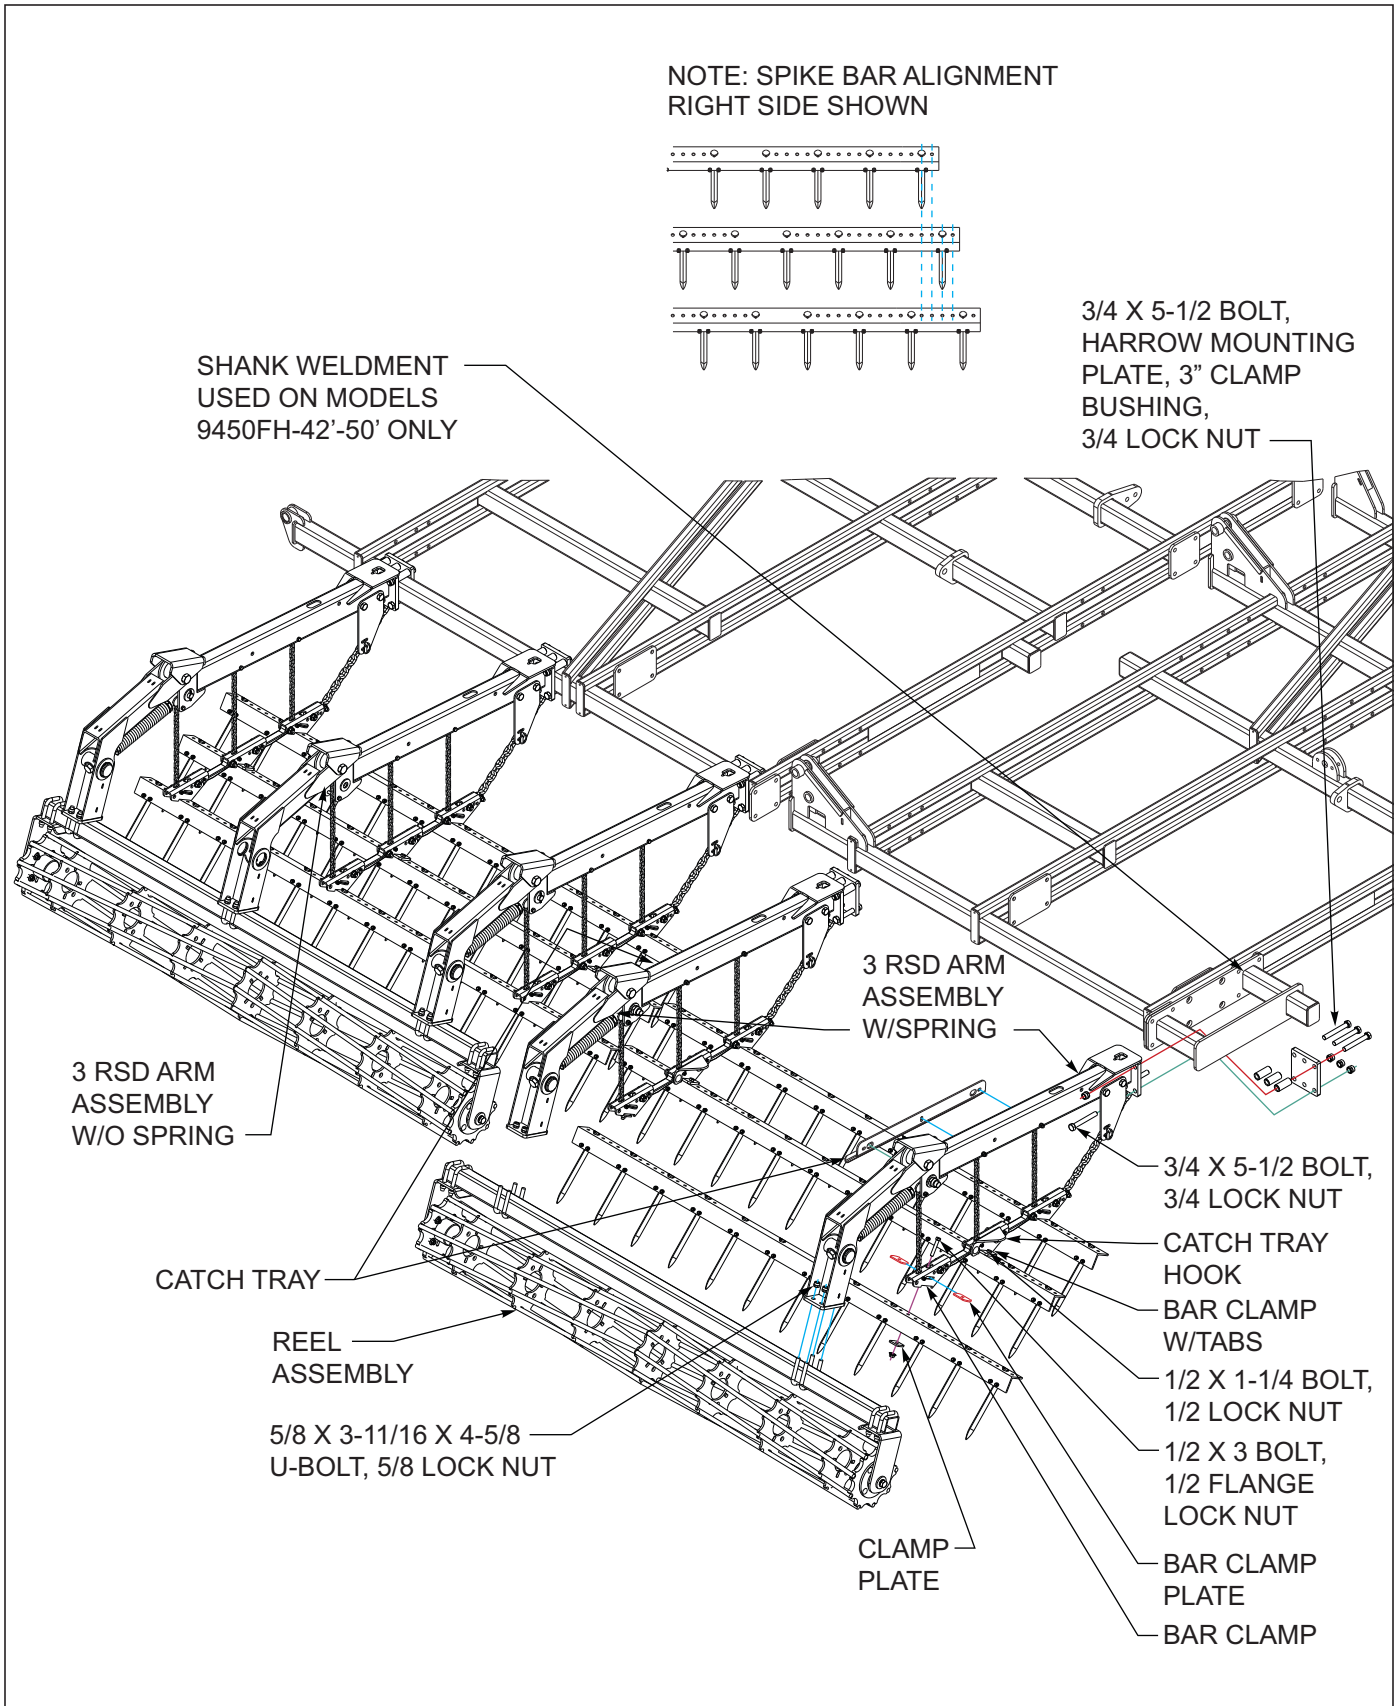 NOTE: SPIKE BAR ALIGNMENT
RIGHT SIDE SHOWN
3/4 X 5-1/2 BOLT,
HARROW MOUNTING
PLATE, 3” CLAMP
BUSHING,
3/4 LOCK NUT
SHANK WELDMENT
USED ON MODELS
9450FH-42’-50’ ONLY
3 RSD ARM
ASSEMBLY
W/SPRING
3 RSD ARM
ASSEMBLY
W/O SPRING
3/4 X 5-1/2 BOLT,
3/4 LOCK NUT
CATCH TRAY
HOOK
CATCH TRAY
BAR CLAMP
W/TABS
REEL
ASSEMBLY
1/2 X 1-1/4 BOLT,
1/2 LOCK NUT
5/8 X 3-11/16 X 4-5/8
U-BOLT, 5/8 LOCK NUT
1/2 X 3 BOLT,
1/2 FLANGE
LOCK NUT
CLAMP
PLATE
BAR CLAMP
PLATE
BAR CLAMP